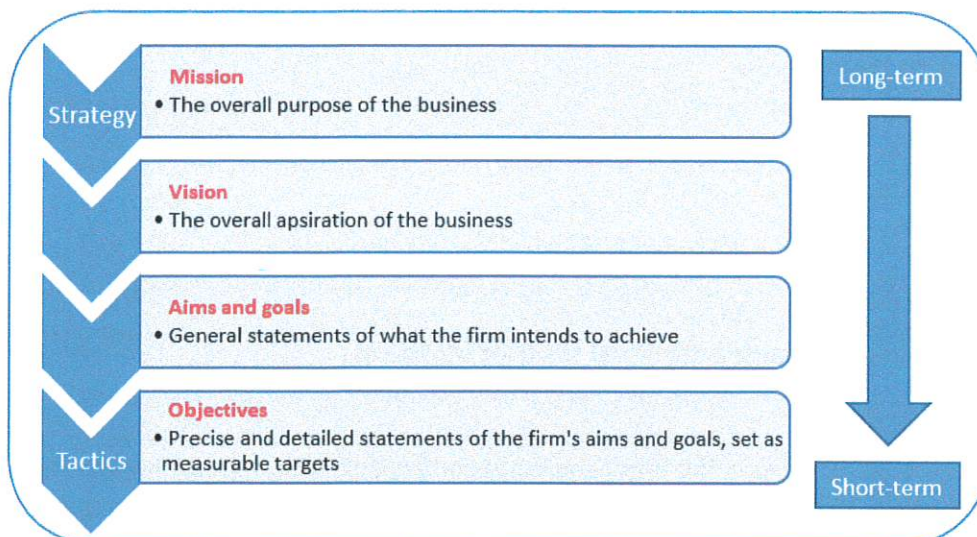 Strategy
Mission
• The overall purpose of the business
Long-term
Vision
• The overall apsiration of the business
Aims and goals
• General statements of what the firm intends to achieve
Tactics
Objectives
• Precise and detailed statements of the firm's aims and goals, set as
measurable targets
Short-term